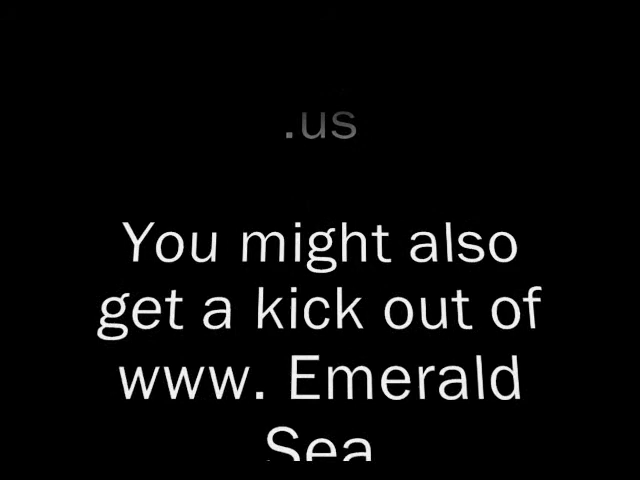 .us
You might also
get a kick out of
www. Emerald
Sea